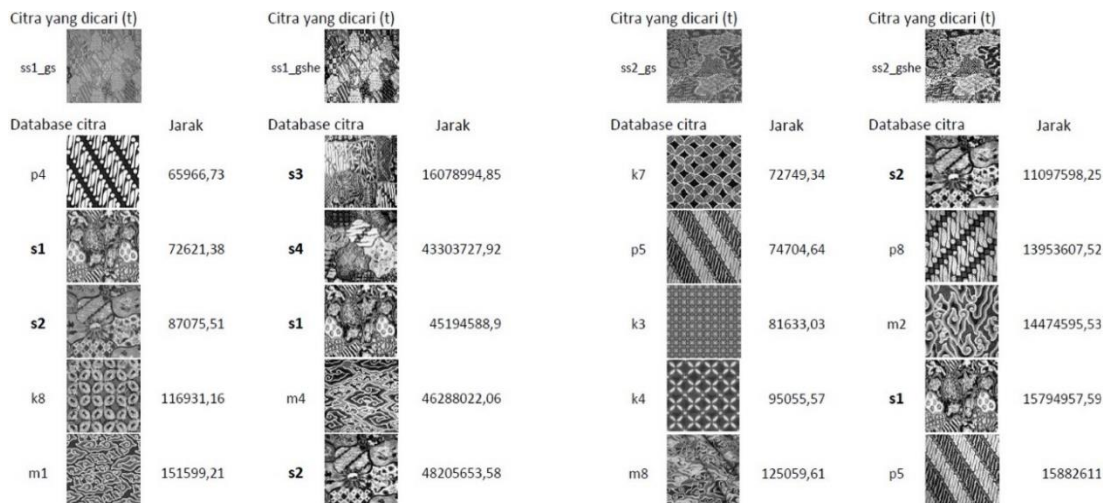 Citra yang dicari (t) Citra yang dicari (t) Citra yang dicari (t) Citra yang dicari (t)
ss1_gs ss1_gshe ss2_gs ss2_gshe
Database citra Jarak Database citra Jarak Database citra Jarak Database citra Jarak
p4 65966,73 s3 16078994,85 k7 72749,34 s2 11097598,25
s1 72621,38 s4 43303727,92 p5 74704,64 p8 13953607,52
s2 87075,51 s1 45194588,9 k3 81633,03 m2 14474595,53
k8 116931,16 m4 46288022,06 k4 95055,57 s1 15794957,59
m1 151599,21 s2 48205653,58 m8 125059,61 p5 15882611